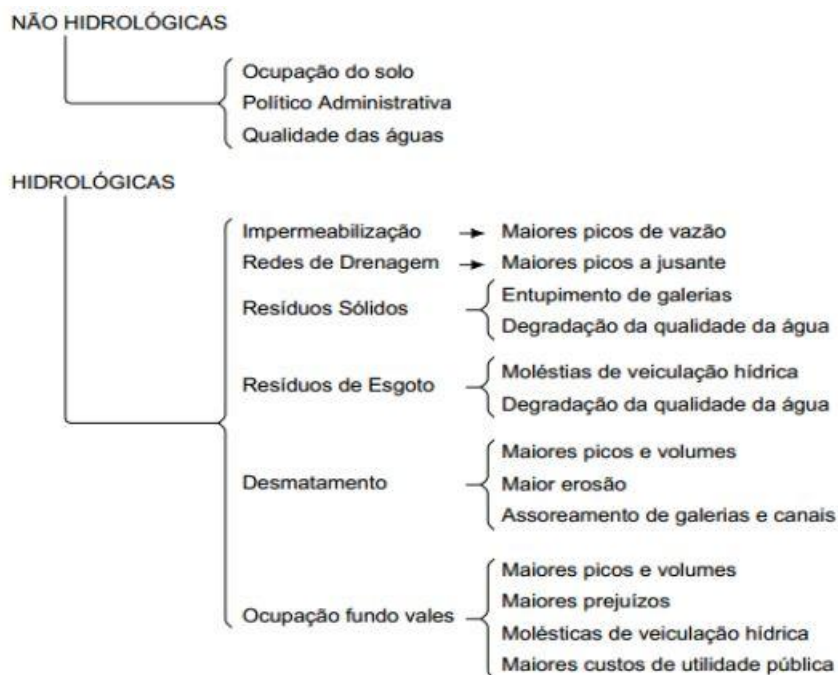 NÃO HIDROLÓGICAS
Ocupação do solo
Político Administrativa
Qualidade das águas
HIDROLÓGICAS
Impermeabilização
Maiores picos de vazão
Redes de Drenagem
Maiores picos a jusante
Resíduos Sólidos
Entupimento de galerias
Degradação da qualidade da água
Resíduos de Esgoto
Moléstias de veiculação hídrica
Degradação da qualidade da água
Desmatamento
Maiores picos e volumes
Maior erosão
Assoreamento de galerias e canais
Ocupação fundo vales
Maiores picos e volumes
Maiores prejuízos
Molésticas de veiculação hídrica
Maiores custos de utilidade pública